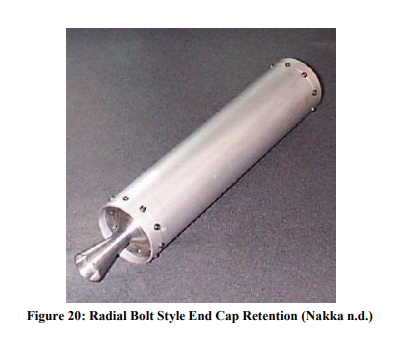 Figure 20: Radial Bolt Style End Cap Retention (Nakka n.d.)